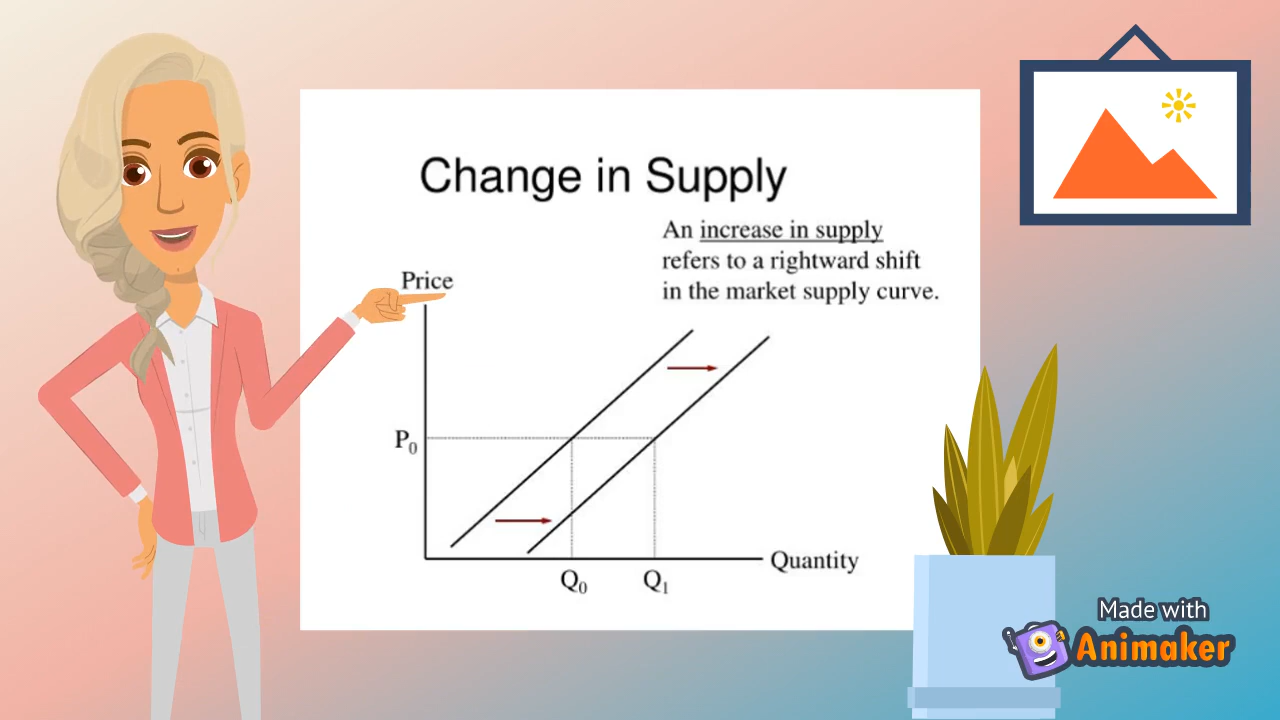 Change in Supply
An increase in supply
refers to a rightward shift
in the market supply curve.
Price
P₀
Quantity
Q₀ Q₁
Made with
Animaker